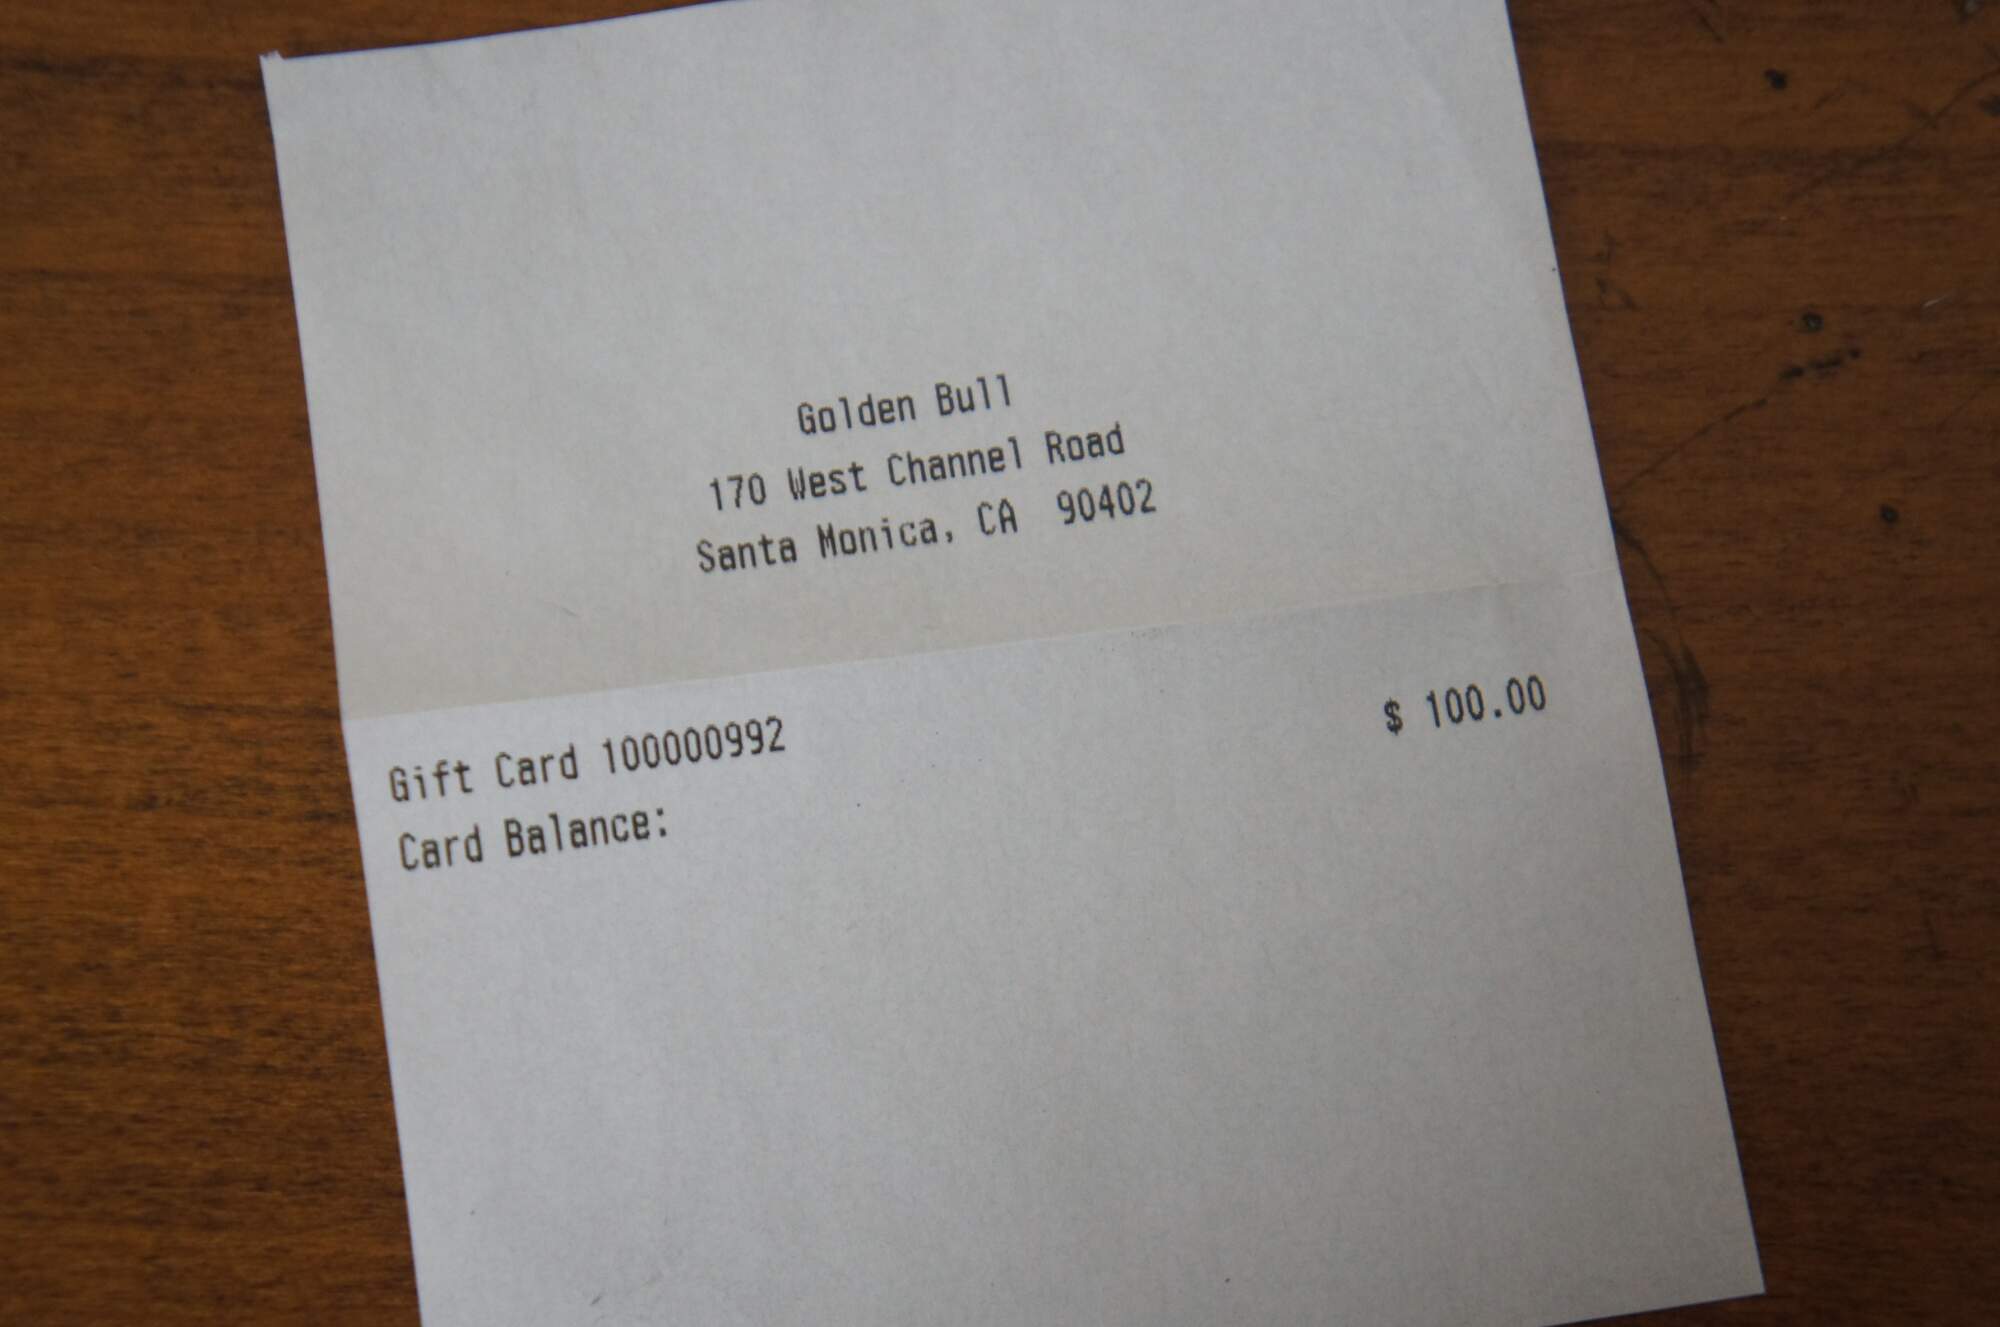 Golden Bull
170 West Channel Road
Santa Monica, CA 90402
Gift Card 100000992
Card Balance: $ 100.00